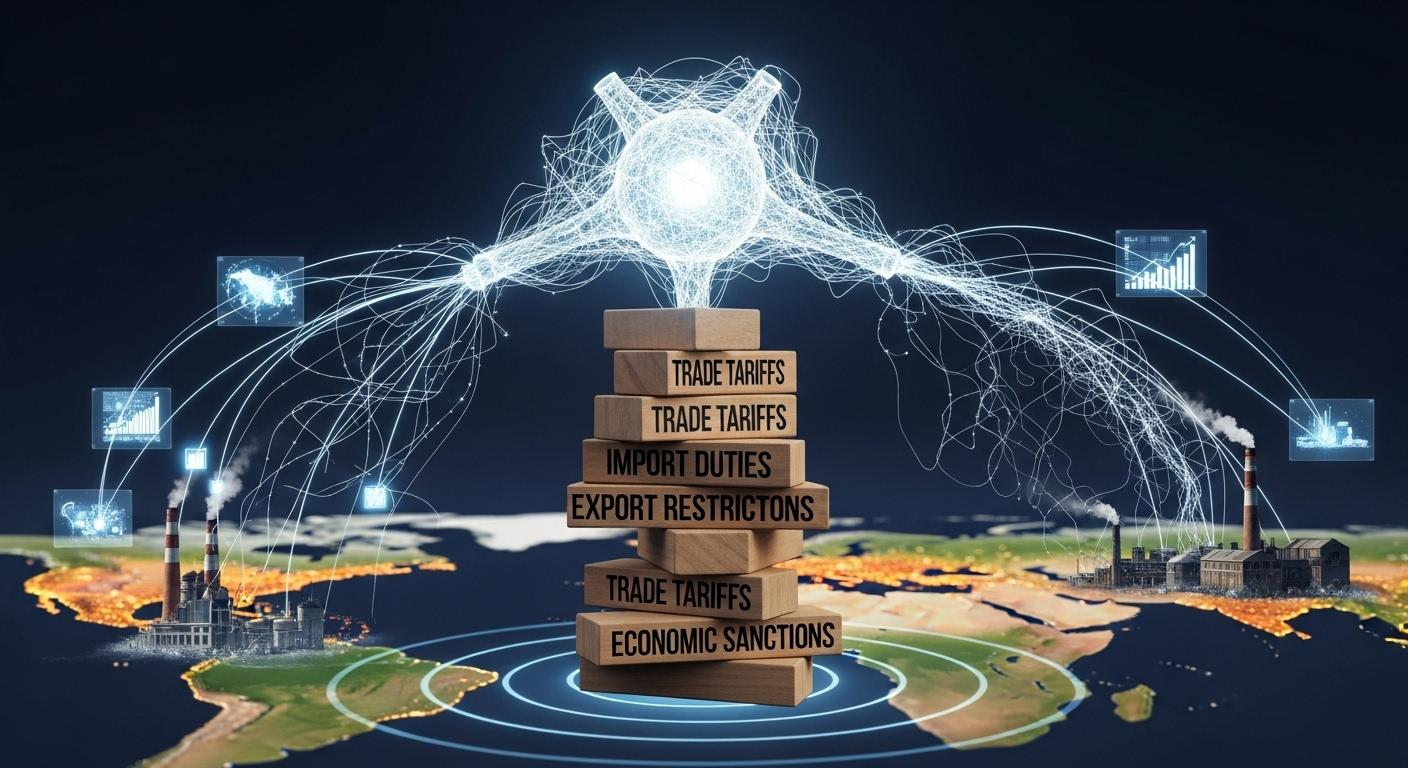 TRADE TARIFFS
TRADE TARIFFS
IMPORT DUTIES
EXPORT RESTRICTONS
TRADE TARIFFS
ECONOMIC SANCTIONS